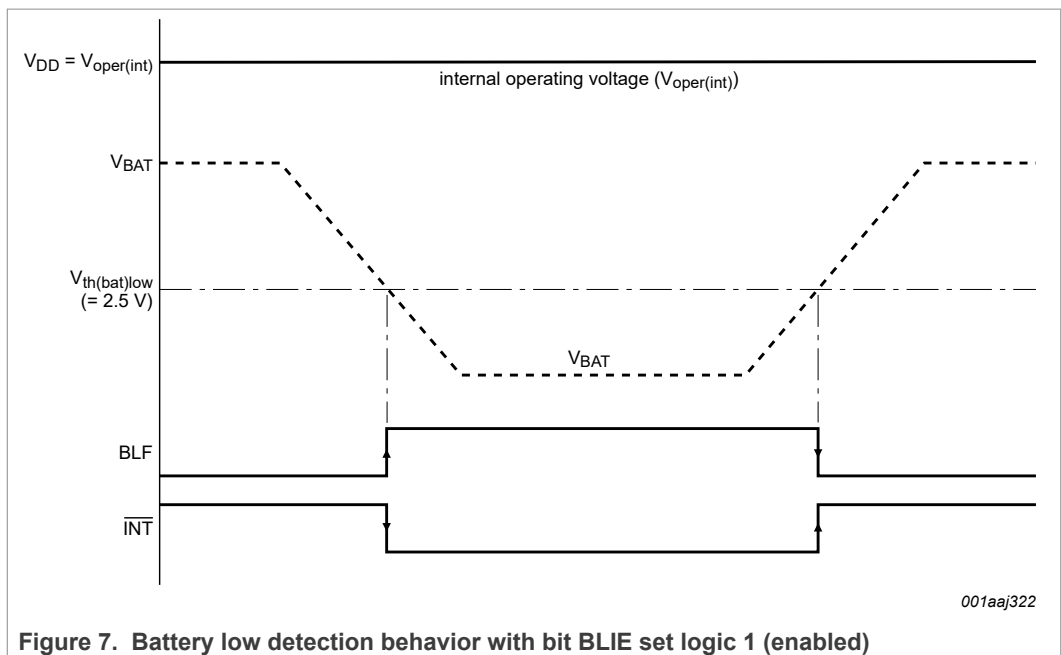 V_DD = V_oper(int)
internal operating voltage (V_oper(int))
V_BAT
V_th(bat)low
(= 2.5 V)
V_BAT
BLF
I̅N̅T̅
001aaj322
Figure 7. Battery low detection behavior with bit BLIE set logic 1 (enabled)